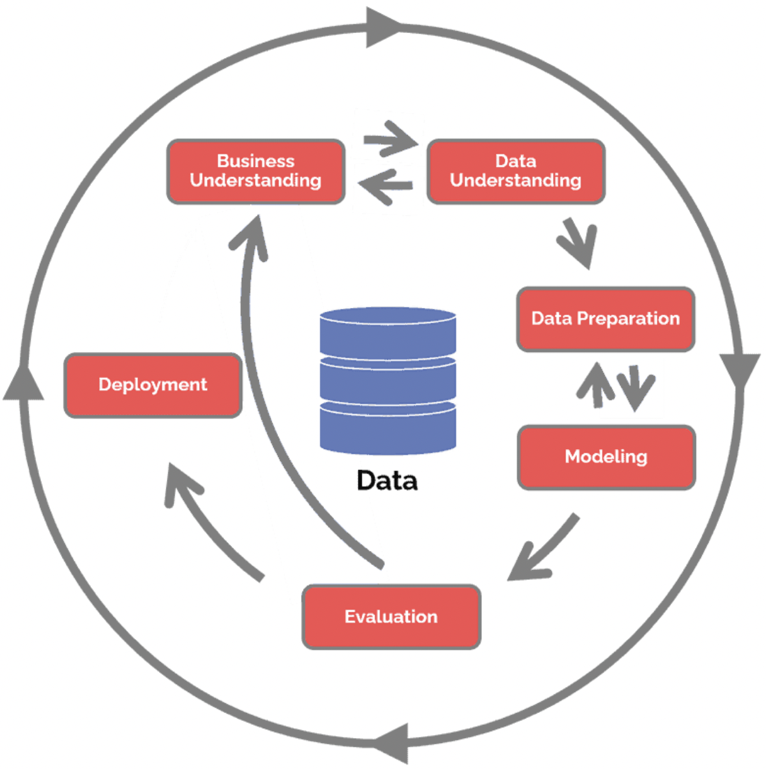 Business
Understanding
Data
Understanding
Data Preparation
Deployment
Modeling
Data
Evaluation